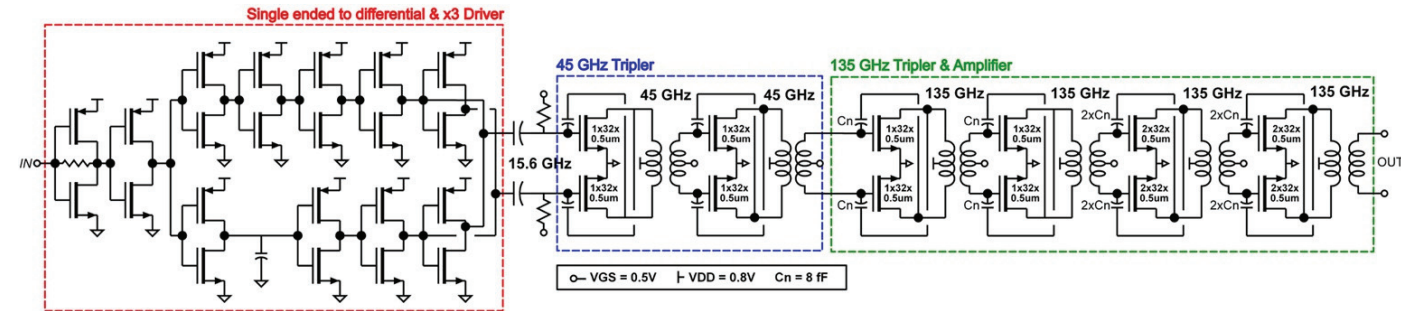 Single ended to differential & x3 Driver
45 GHz Tripler
135 GHz Tripler & Amplifier
45 GHz
45 GHz
135 GHz
135 GHz
135 GHz
135 GHz
Cn
Cn
2xCn
2xCn
1x32x
0.5um
1x32x
0.5um
1x32x
0.5um
1x32x
0.5um
2x32x
0.5um
2x32x
0.5um
IN
15.6 GHz
OUT
1x32x
0.5um
1x32x
0.5um
1x32x
0.5um
1x32x
0.5um
2x32x
0.5um
2x32x
0.5um
Cn
Cn
2xCn
2xCn
VGS = 0.5V
VDD = 0.8V
Cn = 8 fF